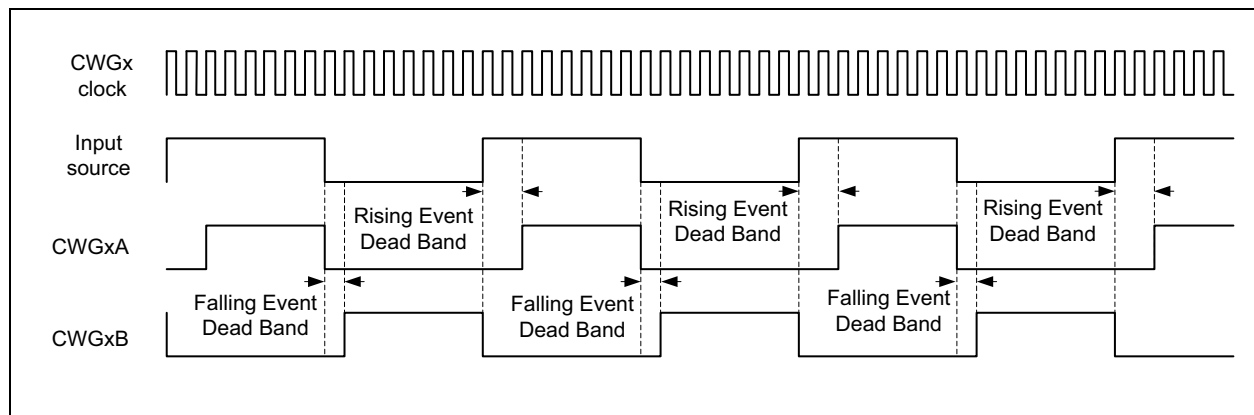 CWGx
clock
Input
source
Rising Event
Dead Band
Rising Event
Dead Band
Rising Event
Dead Band
CWGxA
Falling Event
Dead Band
Falling Event
Dead Band
Falling Event
Dead Band
CWGxB